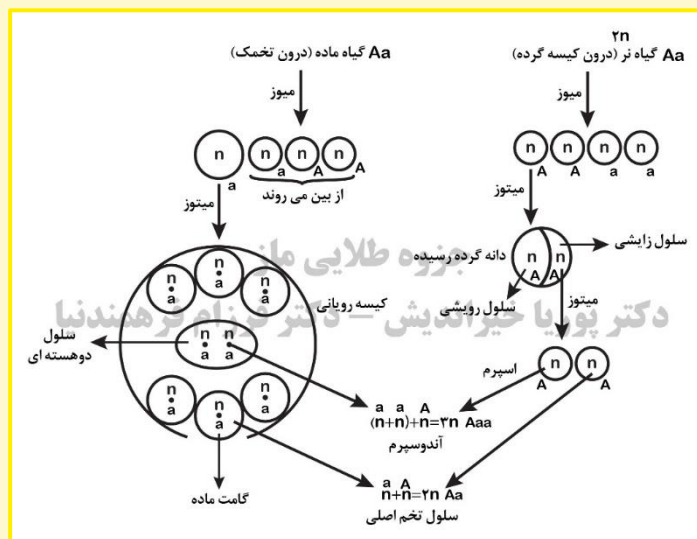 ۲n
Aa گیاه ماده (درون تخمک)
Aa گیاه نر (درون کیسه گرده)
میوز
میوز
n n n n
a a A A
از بین می روند
n n n n
A A a a
میتوز
میتوز
جزوه طلایی ماز
دکتر پوریا خیراندیش – دکتر فرزام فرهمندنیا
دانه گرده رسیده
سلول زایشی
n n
A A
سلول رویشی
میتوز
کیسه رویانی
n n n
a a a
سلول
دوهسته ای
n n
a a
n n n
a a a
اسپرم
n n
A A
a a A
(n+n)+n=۳n Aaa
آندوسپرم
a A
n+n=۲n Aa
سلول تخم اصلی
گامت ماده